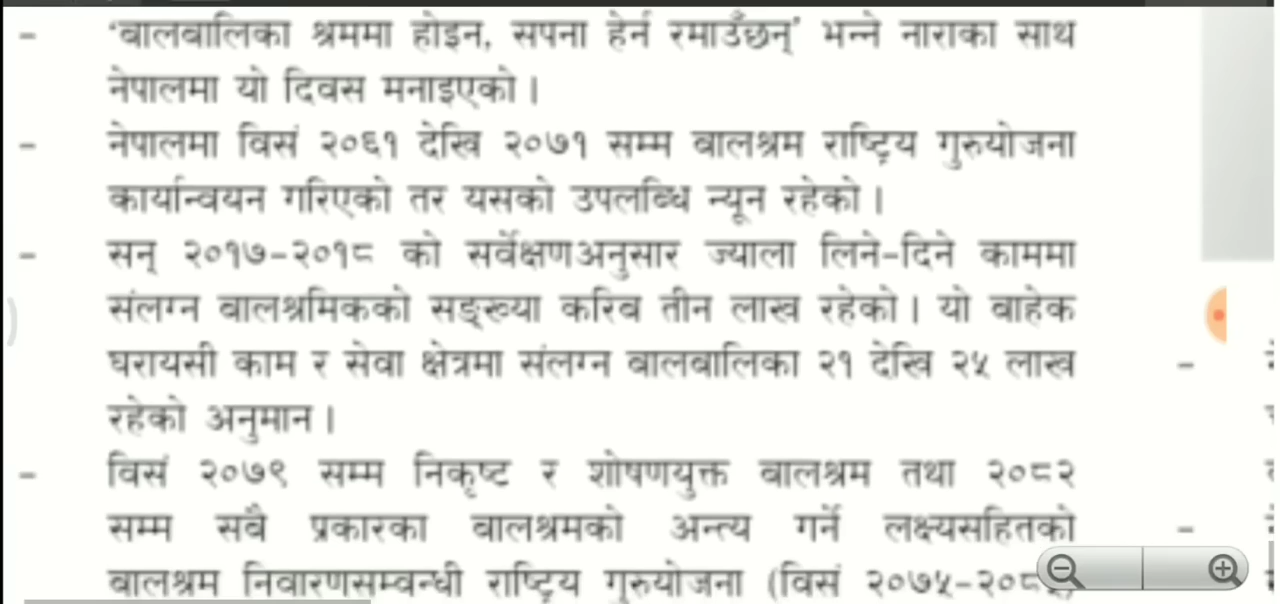 - 'बालबालिका श्रममा होइन, सपना हेर्न रमाउँछन्' भन्ने नाराका साथ
नेपालमा यो दिवस मनाइएको ।
- नेपालमा विसं २०६१ देखि २०७१ सम्म बालश्रम राष्ट्रिय गुरुयोजना
कार्यान्वयन गरिएको तर यसको उपलब्धि न्यून रहेको ।
- सन् २०१७-२०१८ को सर्वेक्षणअनुसार ज्याला लिने-दिने काममा
संलग्न बालश्रमिकको सङ्ख्या करिब तीन लाख रहेको । यो बाहेक
घरायसी काम र सेवा क्षेत्रमा संलग्न बालबालिका २१ देखि २५ लाख
रहेको अनुमान ।
- विसं २०७९ सम्म निकृष्ट र शोषणयुक्त बालश्रम तथा २०८२
सम्म सबै प्रकारका बालश्रमको अन्त्य गर्ने लक्ष्यसहितको
बालश्रम निवारणसम्वन्धी राष्ट्रिय गुरुयोजना (विसं २०७५-